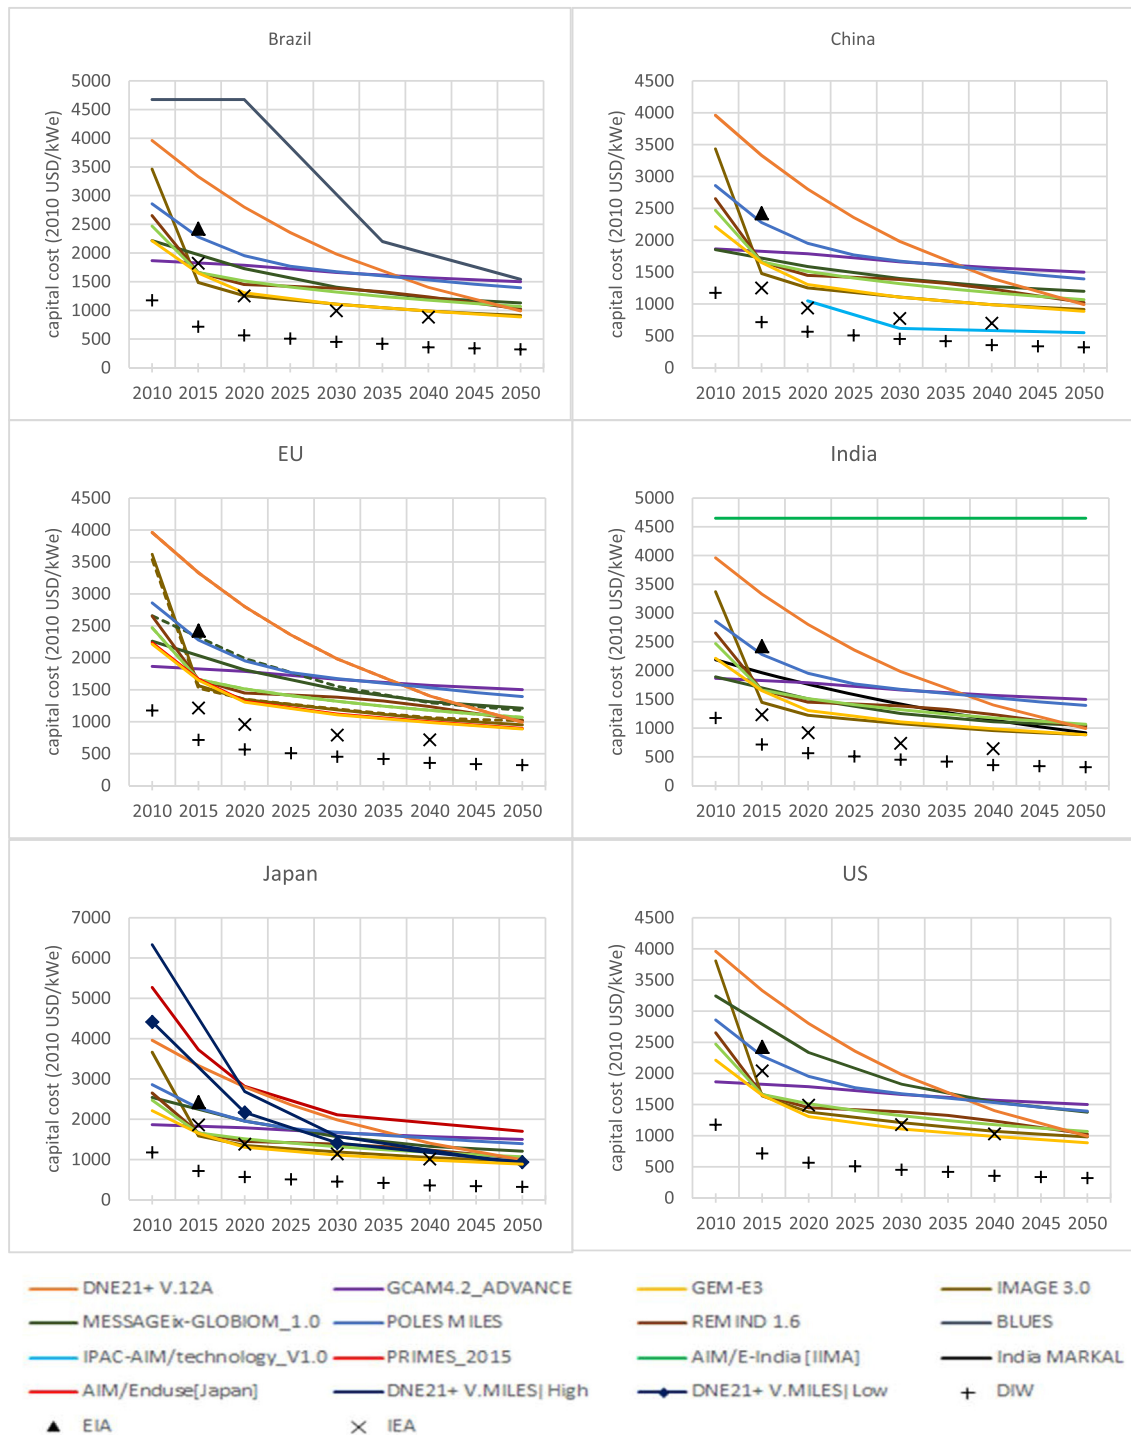 Brazil
capital cost (2010 USD/kWe)
5000
4500
4000
3500
3000
2500
2000
1500
1000
500
0
2010 2015 2020 2025 2030 2035 2040 2045 2050
China
capital cost (2010 USD/kWe)
4500
4000
3500
3000
2500
2000
1500
1000
500
0
2010 2015 2020 2025 2030 2035 2040 2045 2050
EU
capital cost (2010 USD/kWe)
4500
4000
3500
3000
2500
2000
1500
1000
500
0
2010 2015 2020 2025 2030 2035 2040 2045 2050
India
capital cost (2010 USD/kWe)
5000
4500
4000
3500
3000
2500
2000
1500
1000
500
0
2010 2015 2020 2025 2030 2035 2040 2045 2050
Japan
capital cost (2010 USD/kWe)
7000
6000
5000
4000
3000
2000
1000
0
2010 2015 2020 2025 2030 2035 2040 2045 2050
US
capital cost (2010 USD/kWe)
4500
4000
3500
3000
2500
2000
1500
1000
500
0
2010 2015 2020 2025 2030 2035 2040 2045 2050
DNE21+ V.12A GCAM4.2_ADVANCE GEM-E3 IMAGE 3.0
MESSAGEix-GLOBIOM_1.0 POLES MILES REMIND 1.6 BLUES
IPAC-AIM/technology_V1.0 PRIMES_2015 AIM/E-India [IIMA] India MARKAL
AIM/Enduse[Japan] DNE21+ V.MILES| High DNE21+ V.MILES| Low DIW
EIA IEA